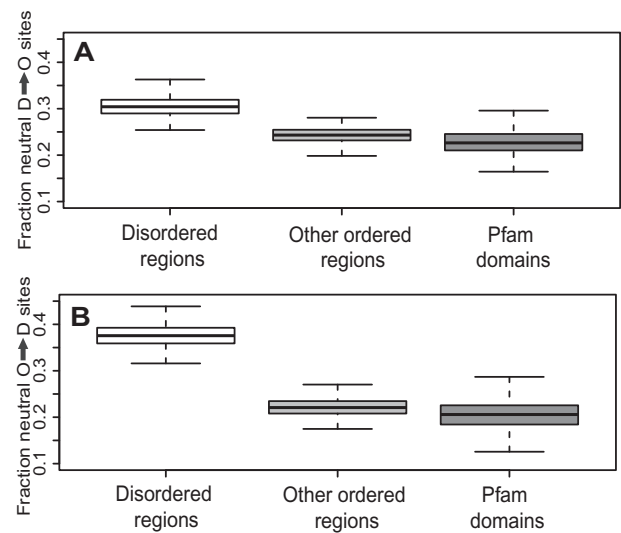 A
Fraction neutral D→O sites
0.4
0.3
0.2
0.1
Disordered
regions
Other ordered
regions
Pfam
domains
B
Fraction neutral O→D sites
0.4
0.3
0.2
0.1
Disordered
regions
Other ordered
regions
Pfam
domains